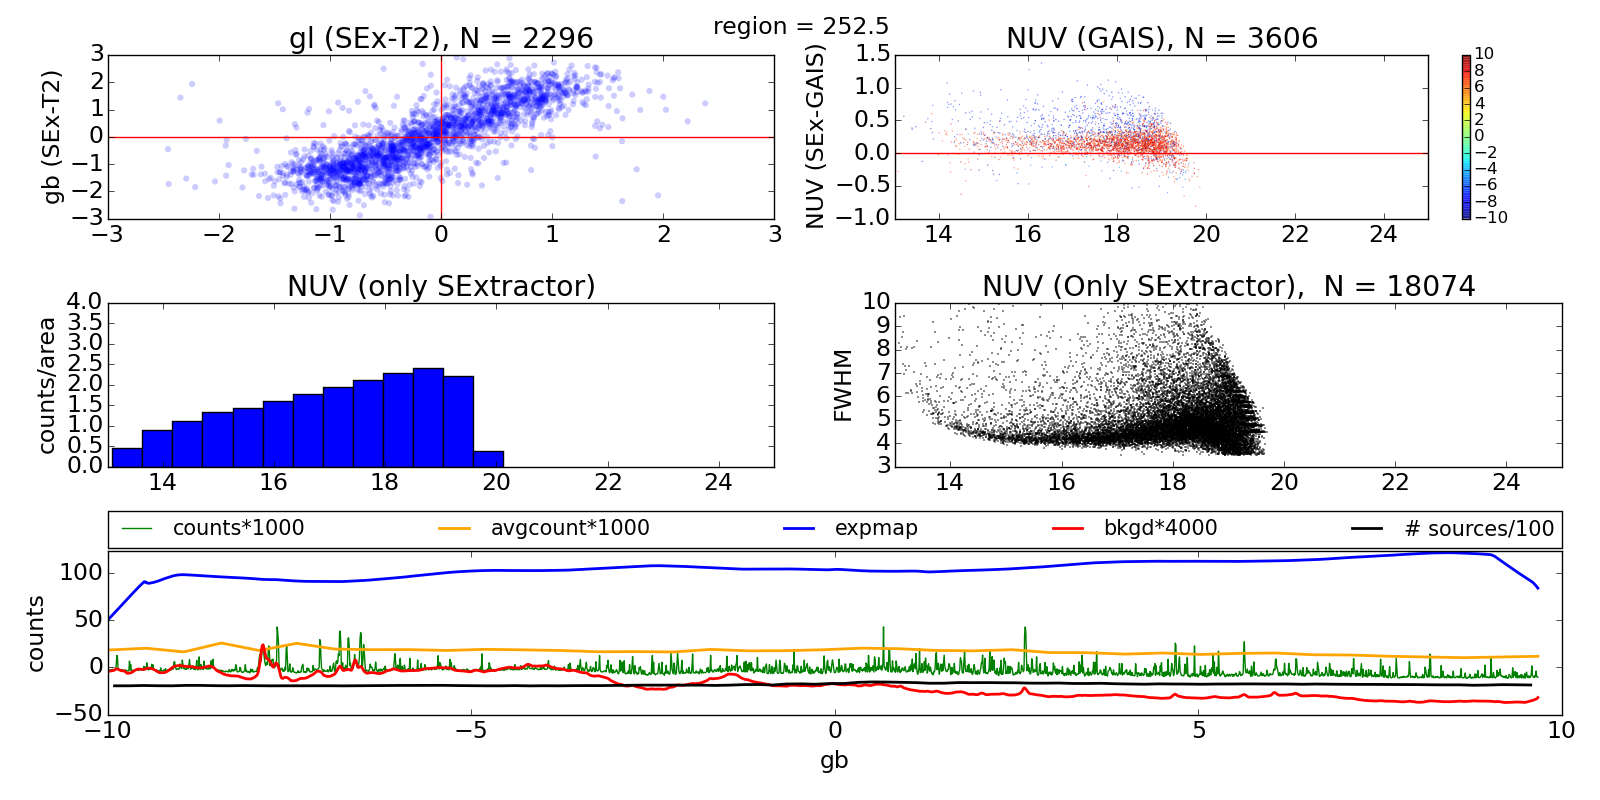 region = 252.5
gl (SEx-T2), N = 2296
gb (SEx-T2)
3
2
1
0
−1
−2
−3
−3 −2 −1 0 1 2 3
NUV (GAIS), N = 3606
NUV (SEx-GAIS)
1.5
1.0
0.5
0.0
−0.5
−1.0
14 16 18 20 22 24
10
8
6
4
2
0
−2
−4
−6
−8
−10
NUV (only SExtractor)
counts/area
4.0
3.5
3.0
2.5
2.0
1.5
1.0
0.5
0.0
14 16 18 20 22 24
NUV (Only SExtractor),  N = 18074
FWHM
10
9
8
7
6
5
4
3
14 16 18 20 22 24
counts*1000 avgcount*1000 expmap bkgd*4000 # sources/100
counts
100
50
0
−50
−10 −5 0 5 10
gb